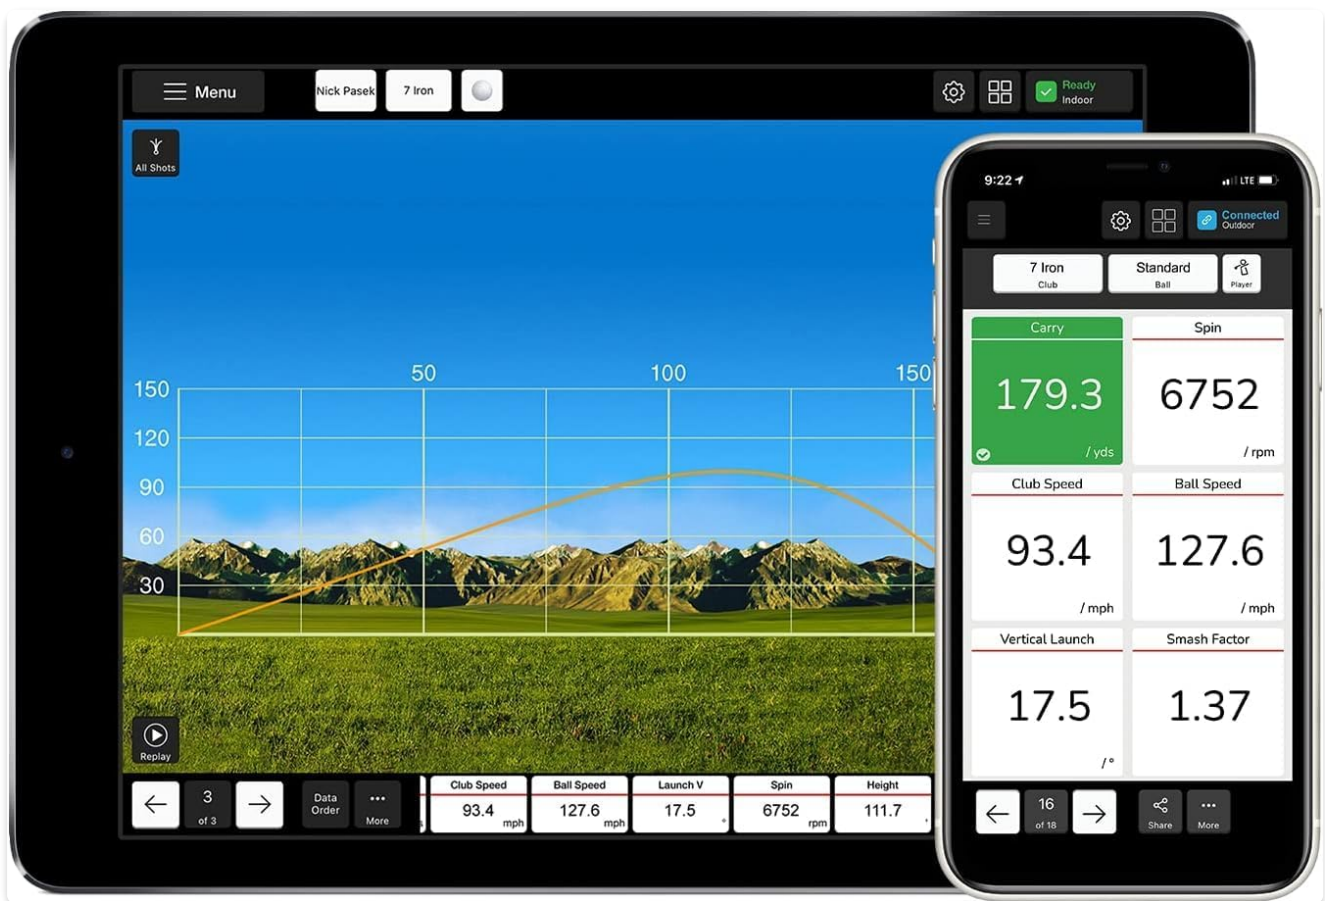 Menu
Nick Pasek
7 Iron
Ready
Indoor
All Shots
50
100
150
150
120
90
60
30
Replay
3
of 3
Data
Order
More
Club Speed
93.4
mph
Ball Speed
127.6
mph
Launch V
17.5
°
Spin
6752
rpm
Height
111.7
'
9:22
LTE
Connected
Outdoor
7 Iron
Club
Standard
Ball
Player
Carry
179.3
/ yds
Spin
6752
/ rpm
Club Speed
93.4
/ mph
Ball Speed
127.6
/ mph
Vertical Launch
17.5
/ °
Smash Factor
1.37
16
of 18
Share
More